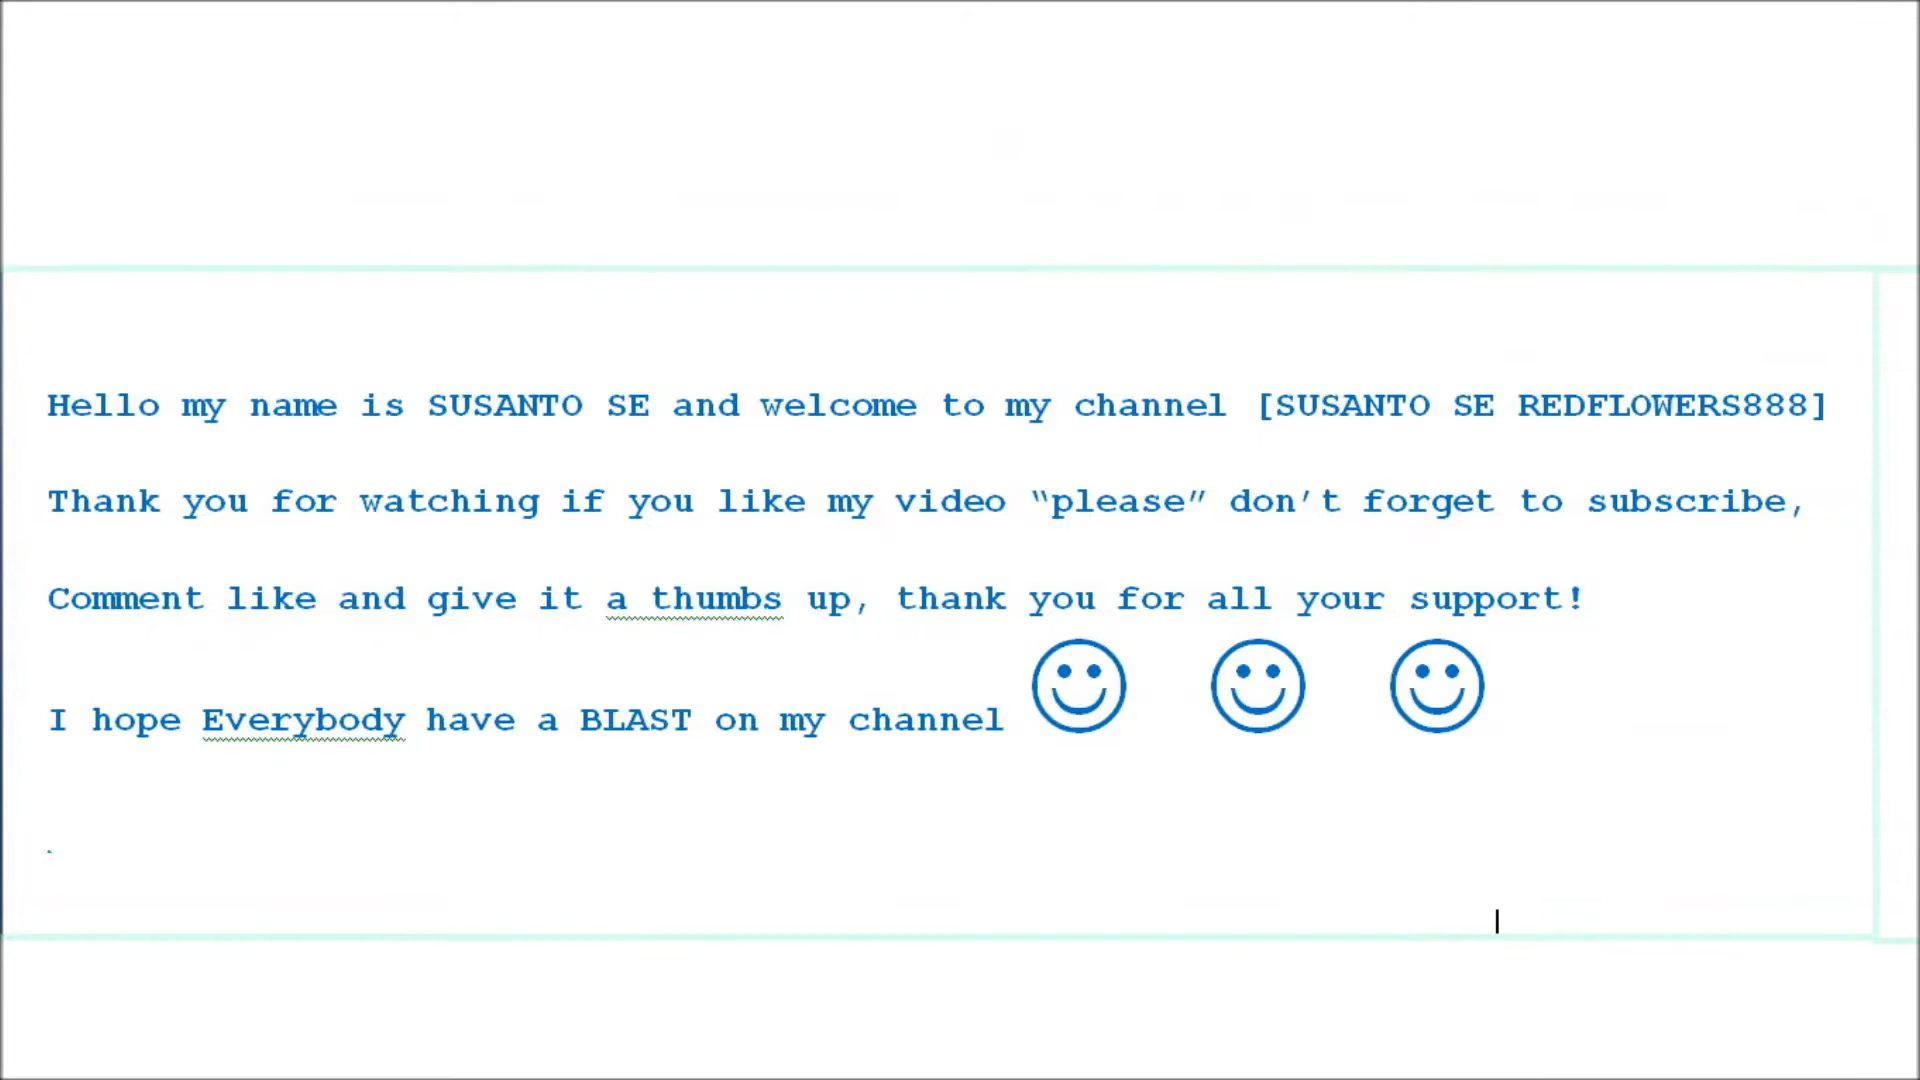 Hello my name is SUSANTO SE and welcome to my channel [SUSANTO SE REDFLOWERS888]
Thank you for watching if you like my video “please” don’t forget to subscribe,
Comment like and give it a thumbs up, thank you for all your support!
I hope Everybody have a BLAST on my channel